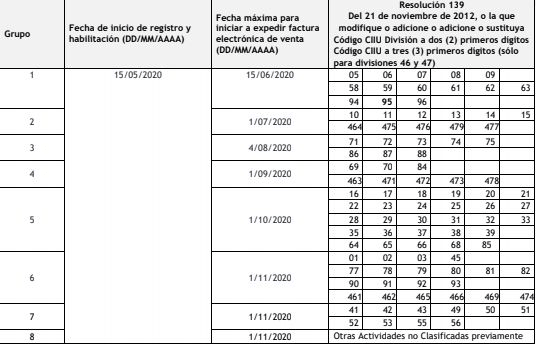 Grupo
Fecha de inicio de registro y
habilitación (DD/MM/AAAA)
Fecha máxima para
iniciar a expedir factura
electrónica de venta
(DD/MM/AAAA)
Resolución 139
Del 21 de noviembre de 2012, o la que
modifique o adicione o adicione o sustituya
Código CIIU División a dos (2) primeros dígitos
Código CIIU a tres (3) primeros dígitos (sólo
para divisiones 46 y 47)
1 15/05/2020 15/06/2020 05 06 07 08 09
58 59 60 61 62 63
94 95 96
2 1/07/2020 10 11 12 13 14 15
464 475 476 479 477
3 4/08/2020 71 72 73 74 75
86 87 88
4 1/09/2020 69 70 84
463 471 472 473 478
5 1/10/2020 16 17 18 19 20 21
22 23 24 25 26 27
28 29 30 31 32 33
35 36 37 38 39
64 65 66 68 85
6 1/11/2020 01 02 03 45
77 78 79 80 81 82
90 91 92 93
461 462 465 466 469 474
7 1/11/2020 41 42 43 49 50 51
52 53 55 56
8 1/11/2020 Otras Actividades no Clasificadas previamente